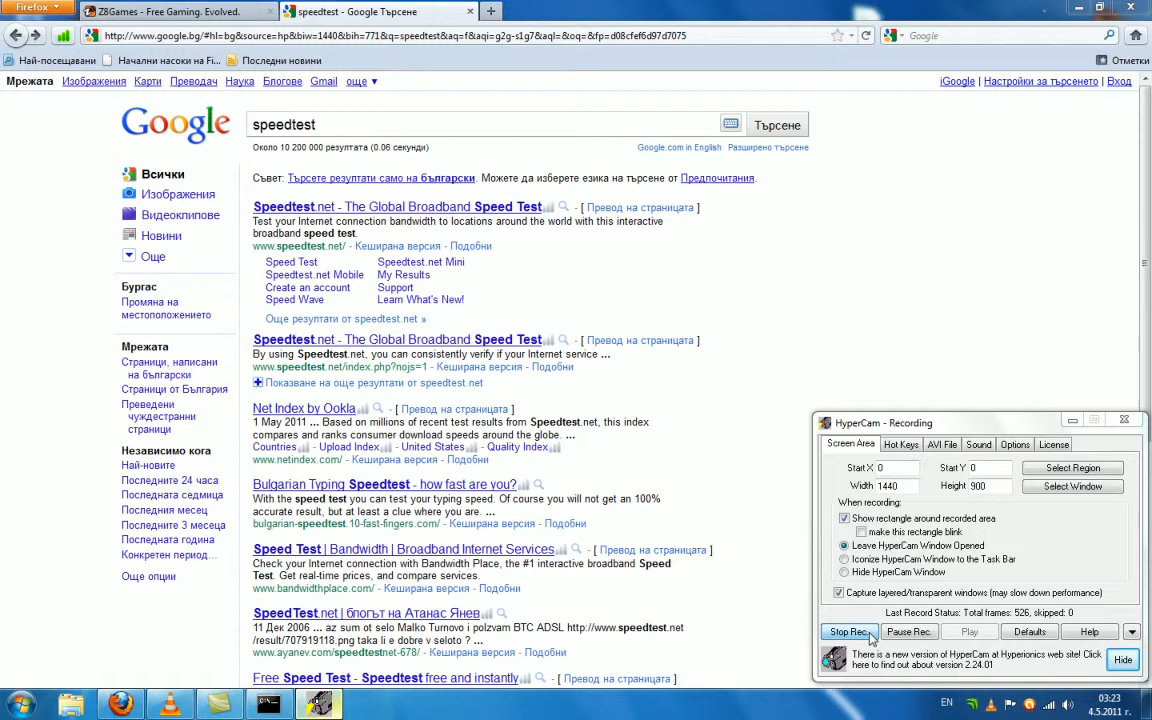 Firefox
Z8Games - Free Gaming. Evolved.
speedtest - Google Търсене
http://www.google.bg/#hl=bg&source=hp&biw=1440&bih=771&q=speedtest&aq=f&aqi=g2g-s1g7&aql=&oq=&fp=d08cfef6d97d7075
Google
Най-посещавани
Начални насоки на Fi...
Последни новини
Отметки
Мрежата Изображения Карти Преводач Наука Блогове Gmail още ▼
iGoogle | Настройки за търсенето | Вход
Google
speedtest
Търсене
Около 10 200 000 резултата (0.06 секунди)
Google.com in English Разширено търсене
Всички
Изображения
Видеоклипове
Новини
Още
Бургас
Промяна на
местоположението
Мрежата
Страници, написани
на български
Страници от България
Преведени
чуждестранни
страници
Независимо кога
Най-новите
Последните 24 часа
Последната седмица
Последния месец
Последните 3 месеца
Последната година
Конкретен период...
Още опции
Съвет: Търсете резултати само на български. Можете да изберете езика на търсене от Предпочитания.
Speedtest.net - The Global Broadband Speed Test - [ Превод на страницата ]
Test your Internet connection bandwidth to locations around the world with this interactive
broadband speed test.
www.speedtest.net/ - Кеширана версия - Подобни
Speed Test Speedtest.net Mini
Speedtest.net Mobile My Results
Create an account Support
Speed Wave Learn What's New!
Още резултати от speedtest.net »
Speedtest.net - The Global Broadband Speed Test - [ Превод на страницата ]
By using Speedtest.net, you can consistently verify if your Internet service ...
www.speedtest.net/index.php?nojs=1 - Кеширана версия - Подобни
Показване на още резултати от speedtest.net
Net Index by Ookla - [ Превод на страницата ]
1 May 2011 ... Based on millions of recent test results from Speedtest.net, this index
compares and ranks consumer download speeds around the globe. ...
Countries - Upload Index - United States - Quality Index
www.netindex.com/ - Кеширана версия - Подобни
Bulgarian Typing Speedtest - how fast are you?
With the speed test you can test your typing speed. Of course you will not get an 100%
accurate result, but at least a clue where you are. ...
bulgarian-speedtest.10-fast-fingers.com/ - Кеширана версия - Подобни
Speed Test | Bandwidth | Broadband Internet Services - [ Превод на страницата ]
Check your Internet connection with Bandwidth Place, the #1 interactive broadband Speed
Test. Get real-time prices, and compare services.
www.bandwidthplace.com/ - Кеширана версия - Подобни
SpeedTest.net | блогът на Атанас Янев
11 Дек 2006 ... az sum ot selo Malko Turnovo i polzvam BTC ADSL http://www.speedtest.net
/result/707919118.png taka li e dobre v seloto i ...
www.ayanev.com/speedtestnet-678/ - Кеширана версия - Подобни
Free Speed Test - Speedtest free and instantly - [ Превод на страницата ]
HyperCam - Recording
Screen Area Hot Keys AVI File Sound Options License
Start X 0 Start Y 0 Select Region
Width 1440 Height 900 Select Window
When recording:
Show rectangle around recorded area
make this rectangle blink
Leave HyperCam Window Opened
Iconize HyperCam Window to the Task Bar
Hide HyperCam Window
Capture layered/transparent windows (may slow down performance)
Last Record Status: Total frames: 526, skipped: 0
Stop Rec. Pause Rec. Play Defaults Help
There is a new version of HyperCam at Hyperionics web site! Click
here to find out about version 2.24.01
Hide
EN
03:23
4.5.2011 г.